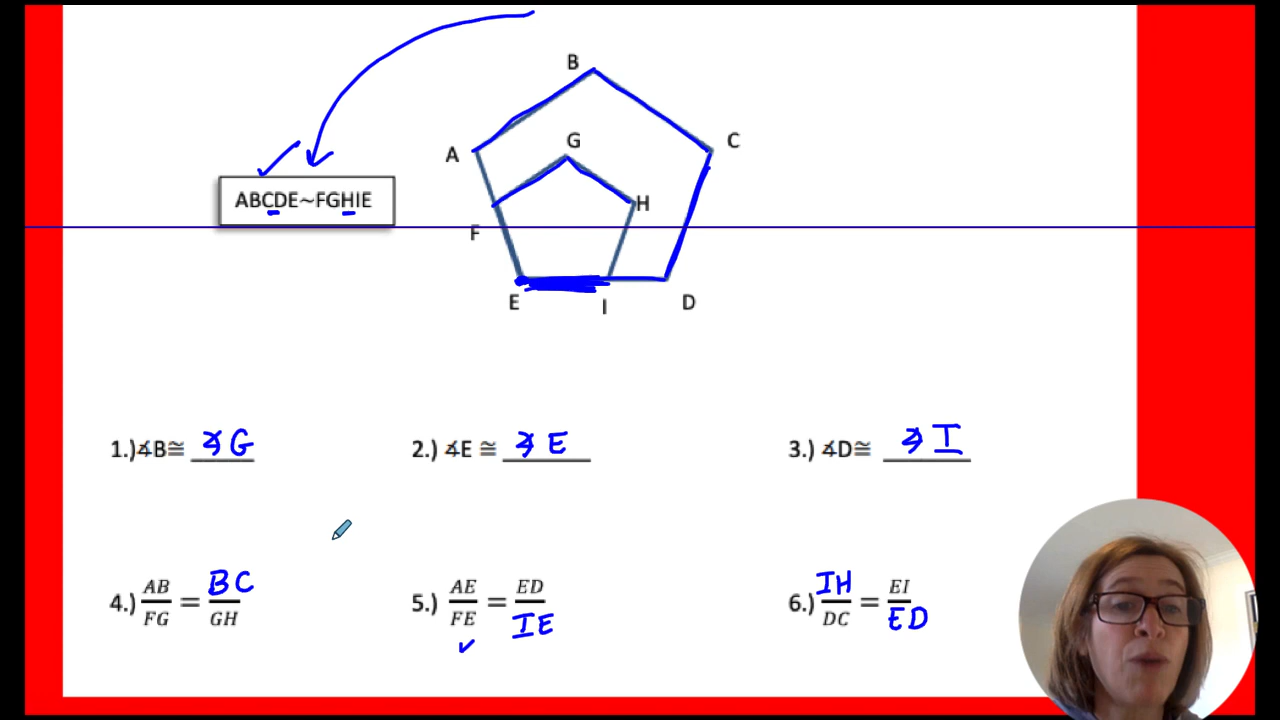 B
A
G
C
ABCDE~FGHIE
H
F
E
I
D
1.)∡B≅ ∡G
2.) ∡E ≅ ∡E
3.) ∡D≅ ∡I
4.) AB/FG = BC/GH
5.) AE/FE = ED/IE
6.) IH/DC = EI/ED